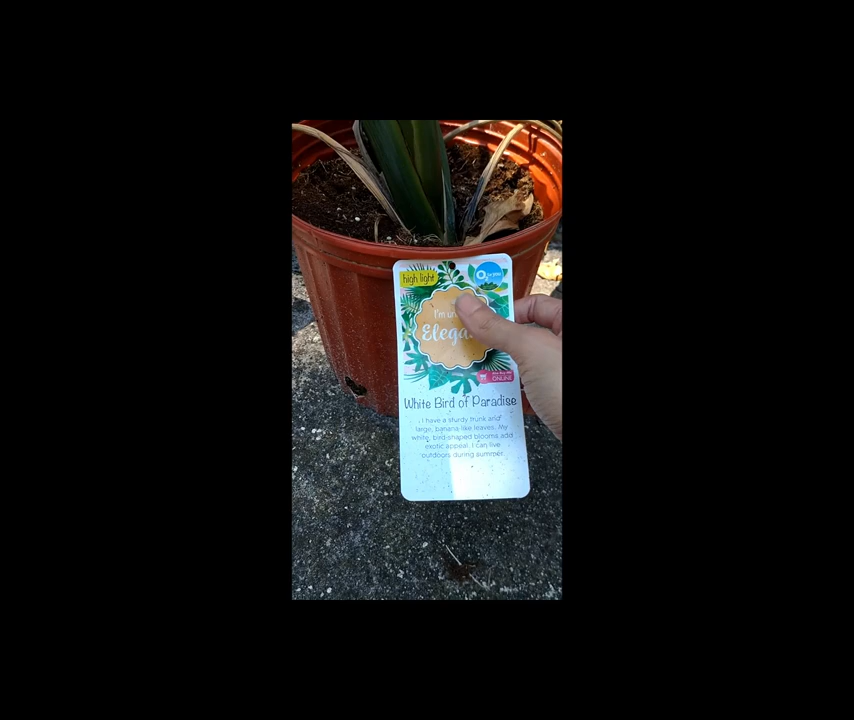 high light
I'm
White Bird of Paradise
I have a sturdy trunk and
large, banana-like leaves. My
white, bird-shaped blooms add
exotic appeal. I can live
outdoors during summer.
ONLINE